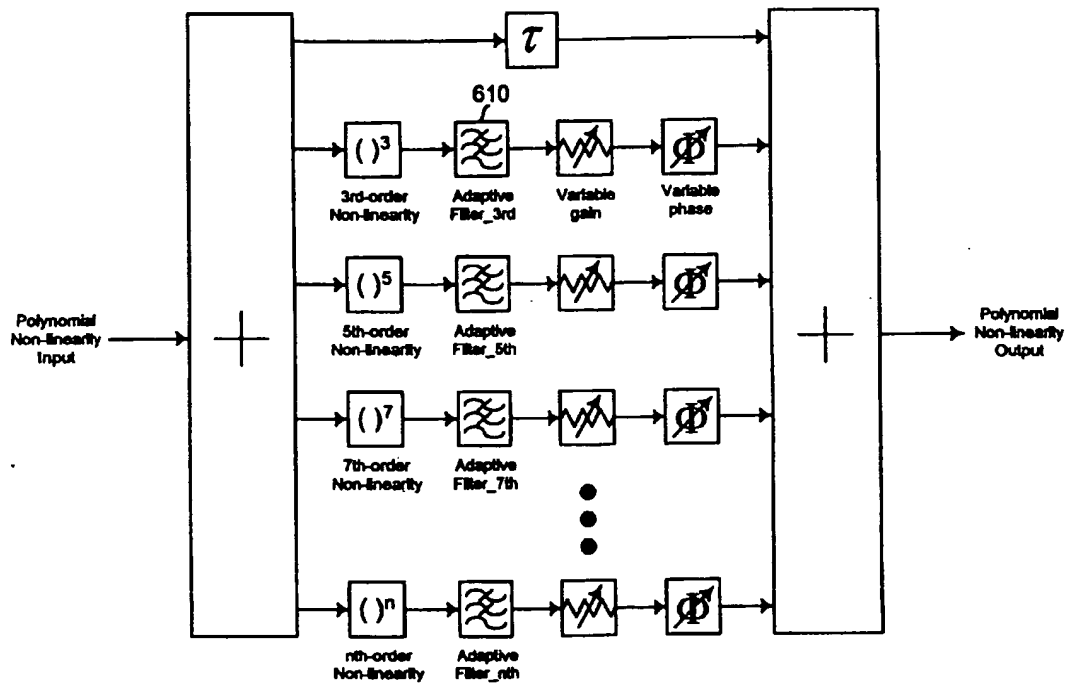 τ
610
( )3
Φ
3rd-order
Non-linearity
Adaptive
Filter_3rd
Variable
gain
Variable
phase
( )5
Φ
5th-order
Non-linearity
Adaptive
Filter_5th
Polynomial
Non-linearity
Input
+
+
Polynomial
Non-linearity
Output
( )7
Φ
7th-order
Non-linearity
Adaptive
Filter_7th
( )n
Φ
nth-order
Non-linearity
Adaptive
Filter_nth